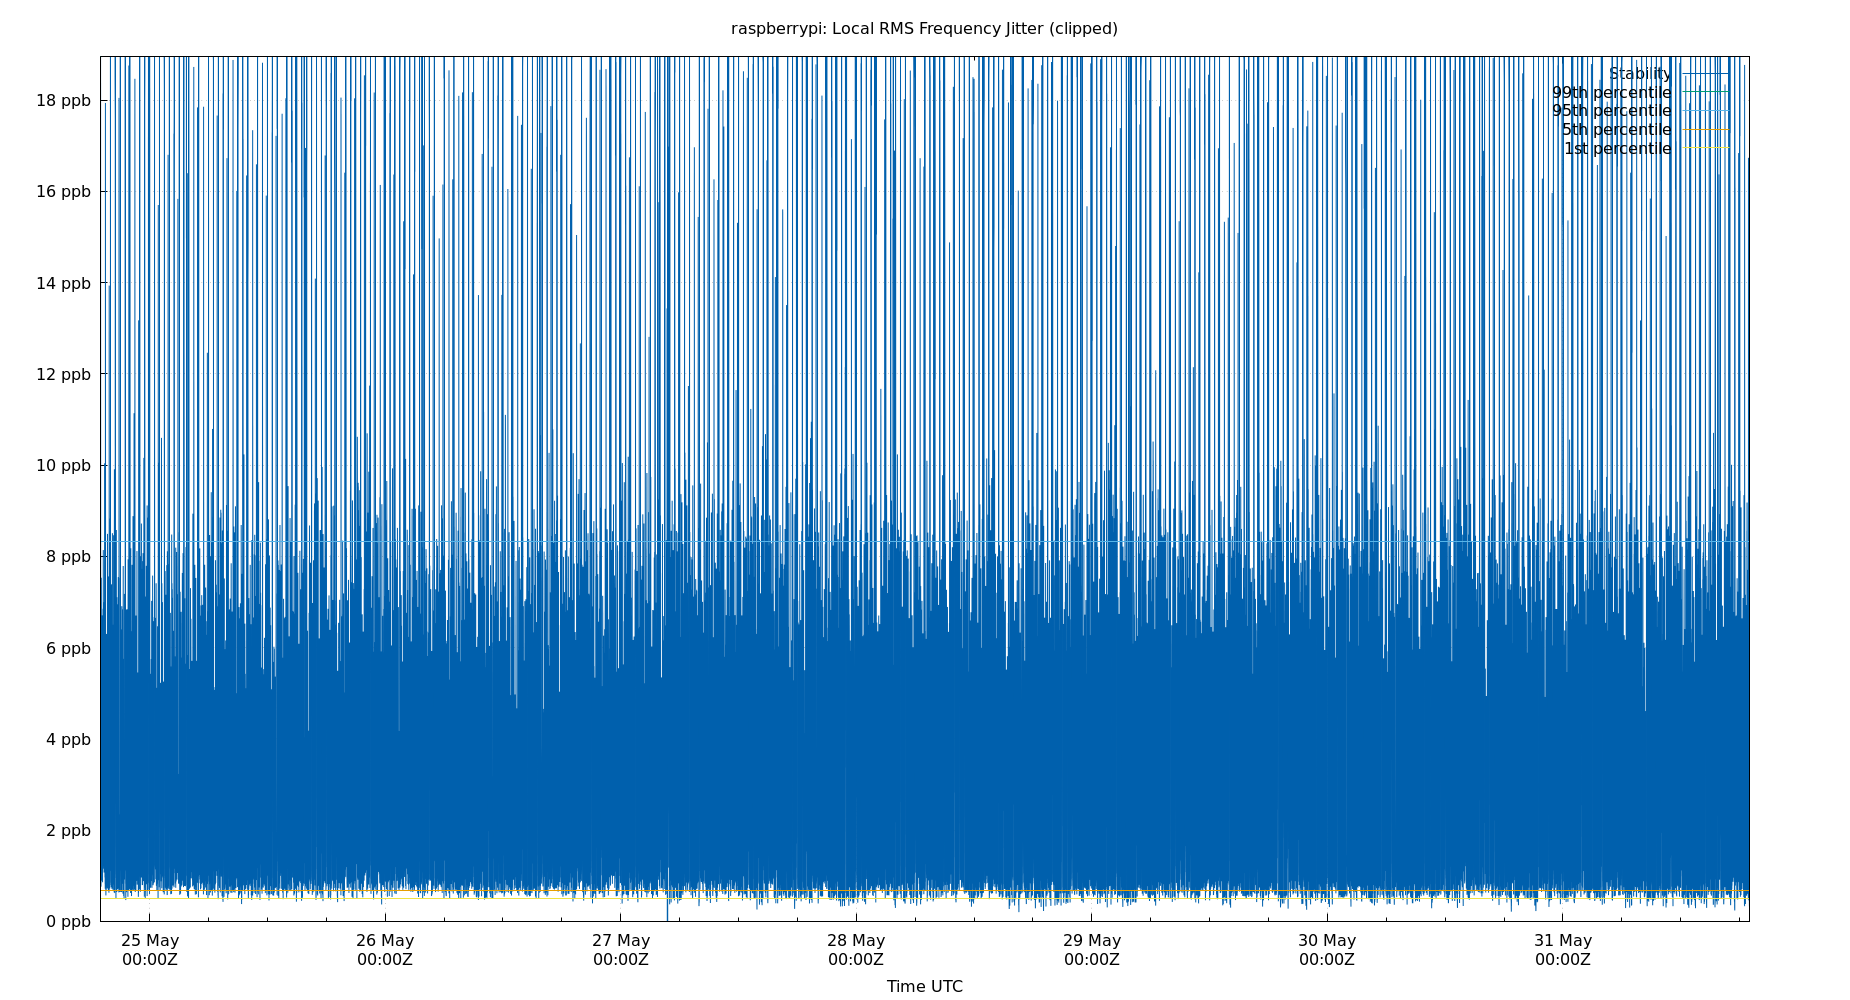 raspberrypi: Local RMS Frequency Jitter (clipped)
Stability
99th percentile
95th percentile
5th percentile
1st percentile
18 ppb
16 ppb
14 ppb
12 ppb
10 ppb
8 ppb
6 ppb
4 ppb
2 ppb
0 ppb
25 May 26 May 27 May 28 May 29 May 30 May 31 May
00:00Z 00:00Z 00:00Z 00:00Z 00:00Z 00:00Z 00:00Z
Time UTC